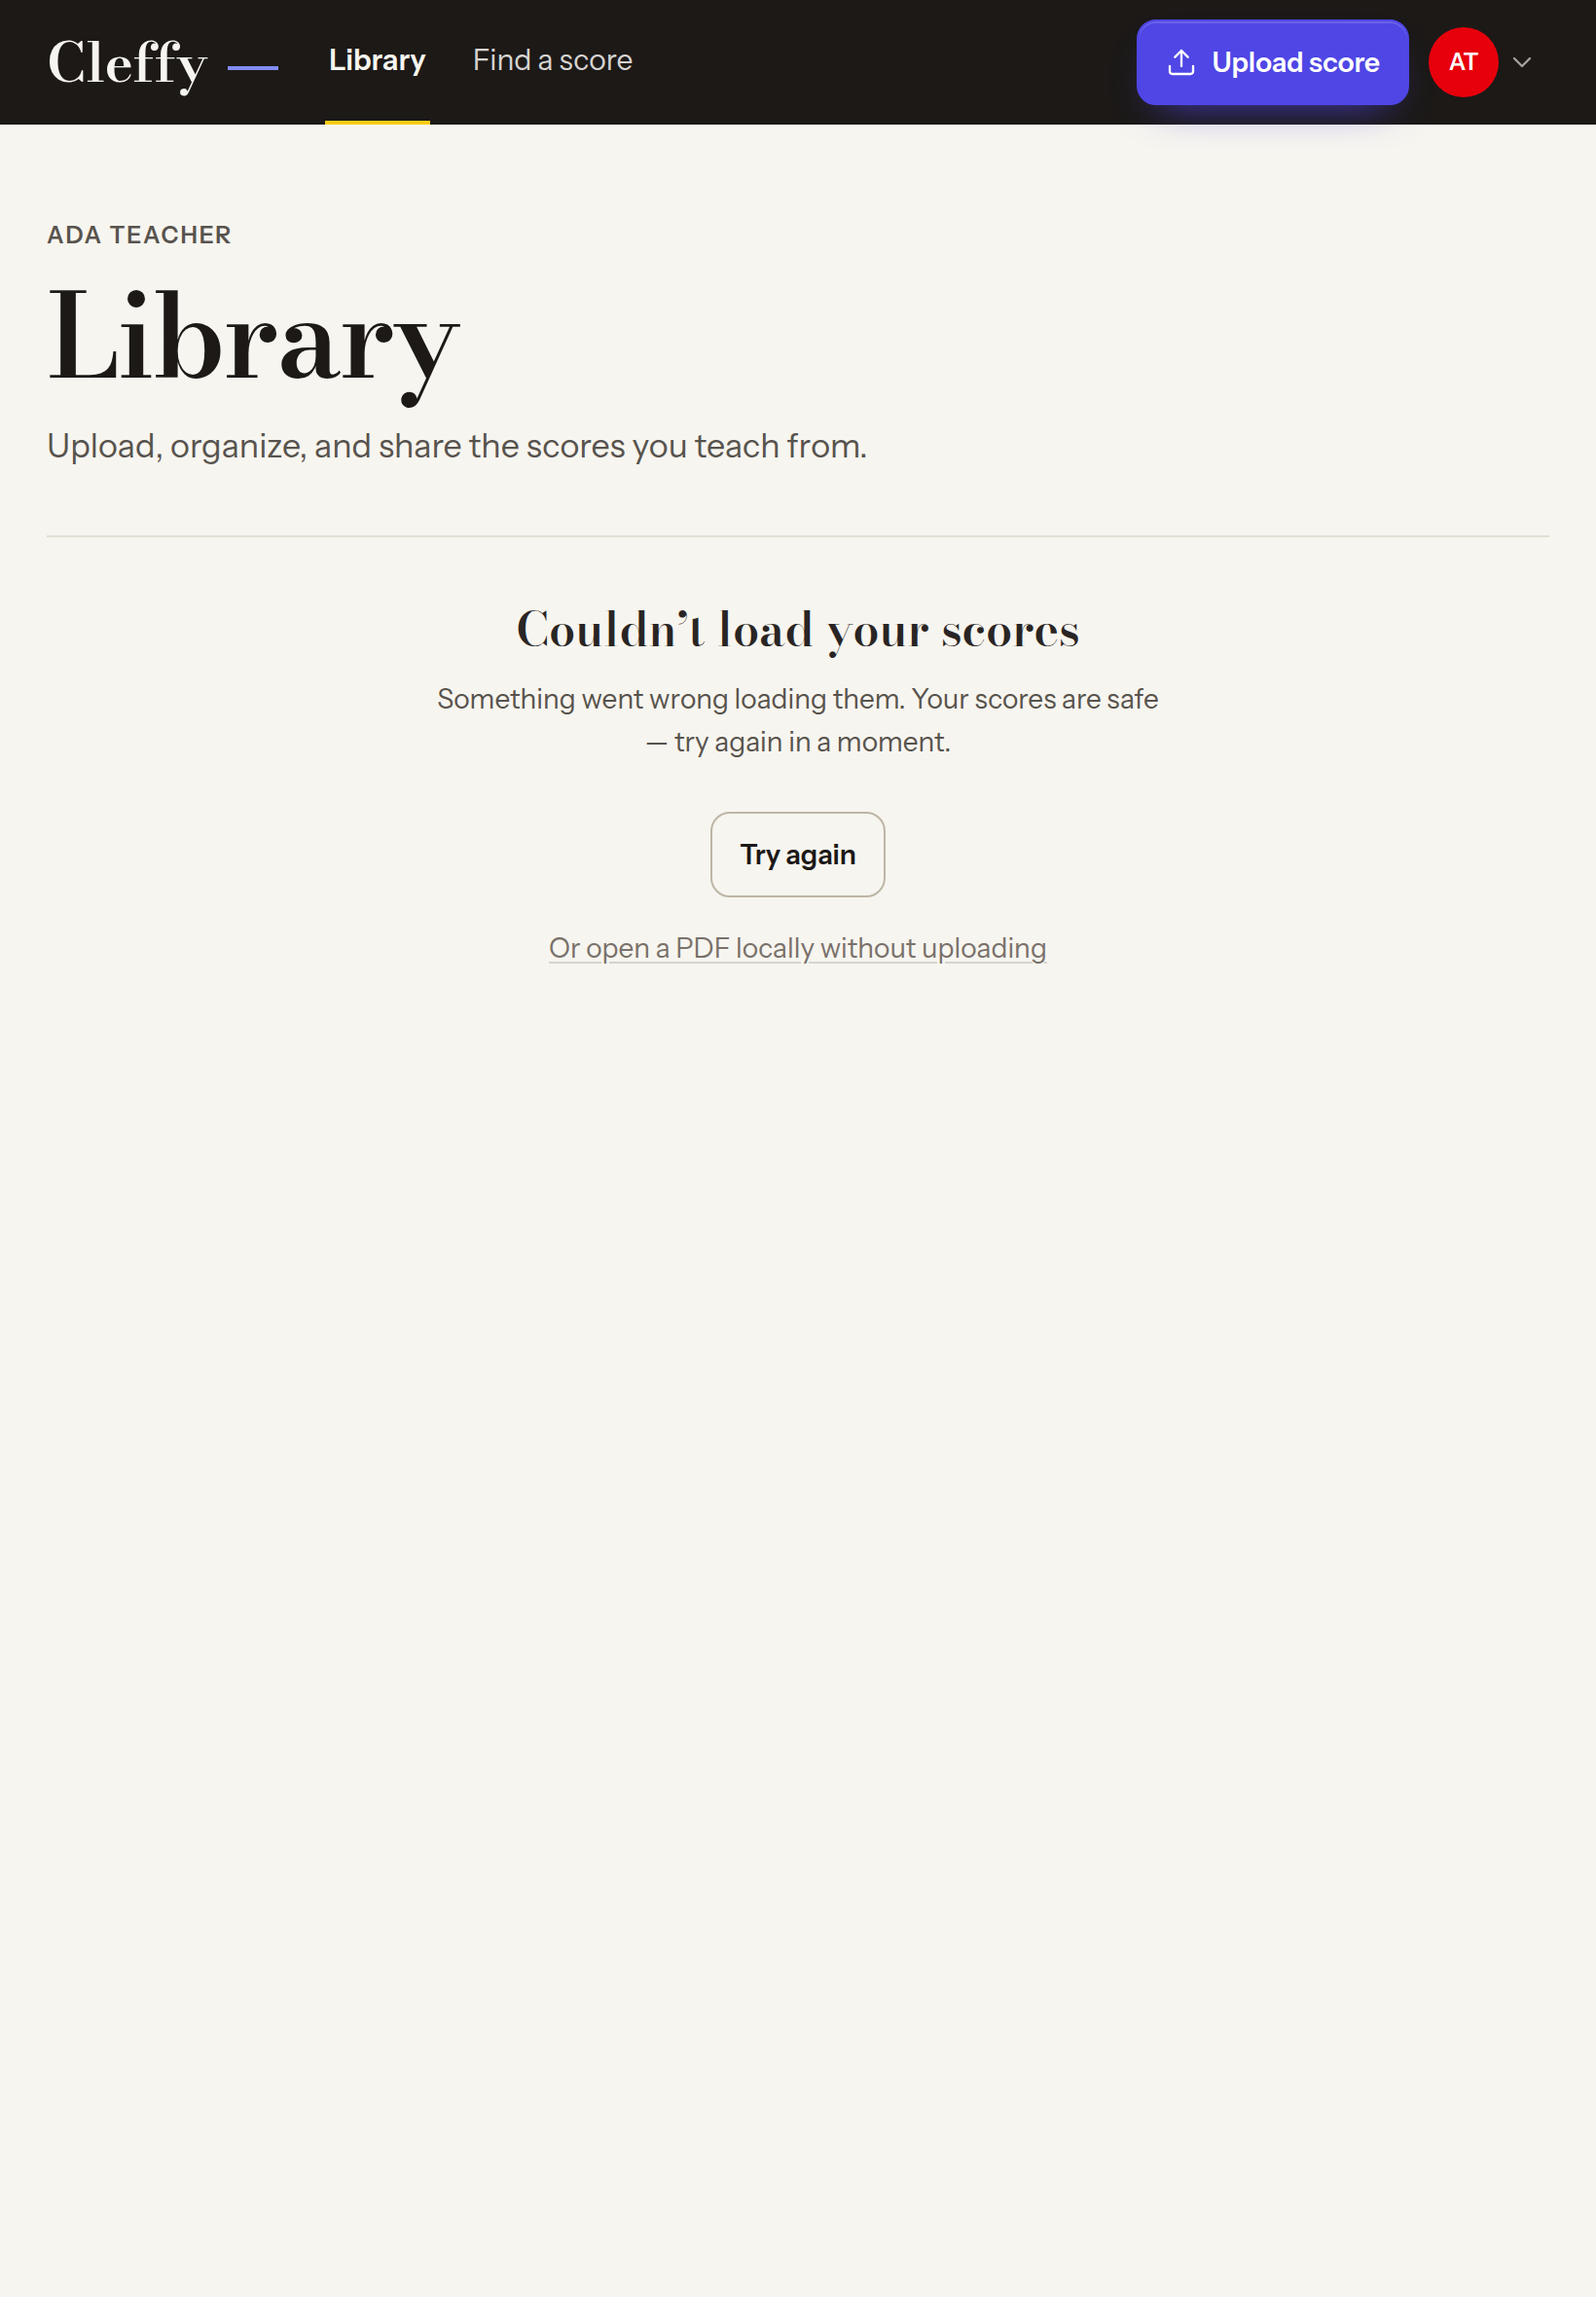 Cleffy
Library
Find a score
Upload score
AT
ADA TEACHER
Library
Upload, organize, and share the scores you teach from.
Couldn’t load your scores
Something went wrong loading them. Your scores are safe
— try again in a moment.
Try again
Or open a PDF locally without uploading